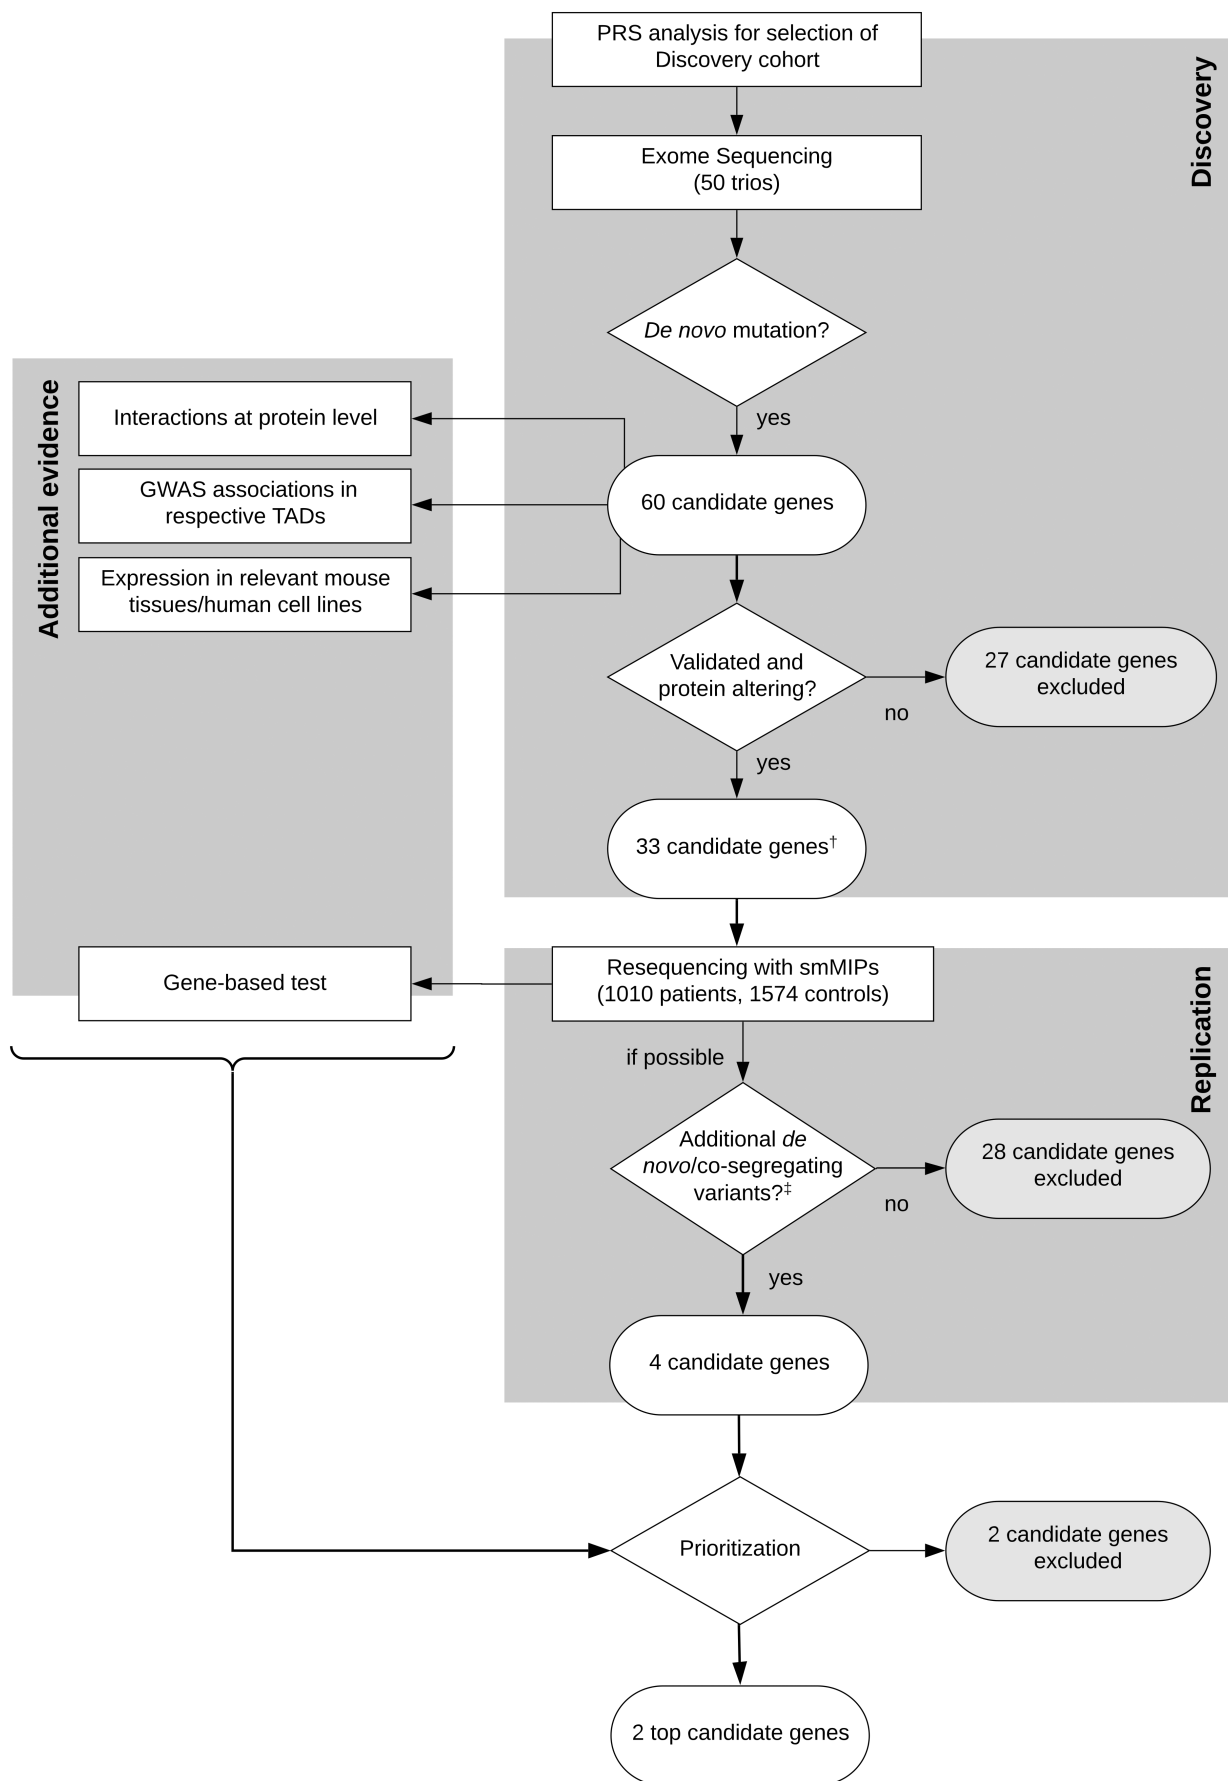 PRS analysis for selection of
Discovery cohort
Discovery
Exome Sequencing
(50 trios)
De novo mutation?
yes
Additional evidence
Interactions at protein level
GWAS associations in
respective TADs
Expression in relevant mouse
tissues/human cell lines
60 candidate genes
Validated and
protein altering?
no
27 candidate genes
excluded
yes
33 candidate genes†
Gene-based test
Resequencing with smMIPs
(1010 patients, 1574 controls)
Replication
if possible
Additional de
novo/co-segregating
variants?‡
no
28 candidate genes
excluded
yes
4 candidate genes
Prioritization
2 candidate genes
excluded
2 top candidate genes